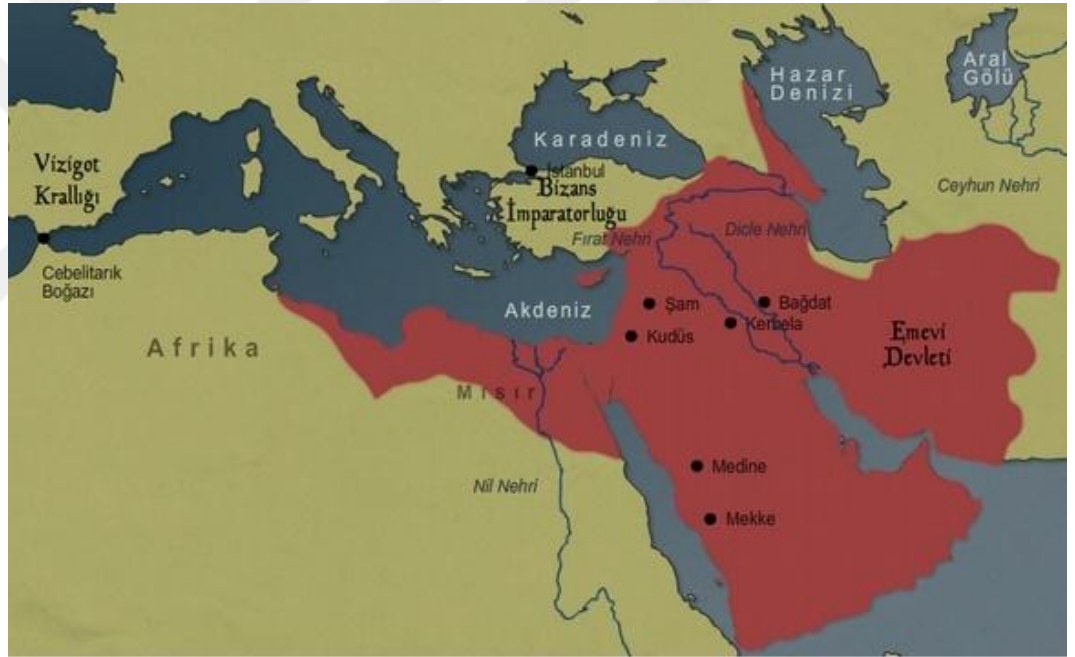 Hazar
Denizi
Aral
Gölü
Karadeniz
İstanbul
Vizigot
Krallığı
Bizans
İmparatorluğu
Ceyhun Nehri
Fırat Nehri
Dicle Nehri
Cebelitarık
Boğazı
Akdeniz
Şam
Bağdat
Kudüs
Kerbela
Emevi
Devleti
Afrika
Mısır
Medine
Nil Nehri
Mekke